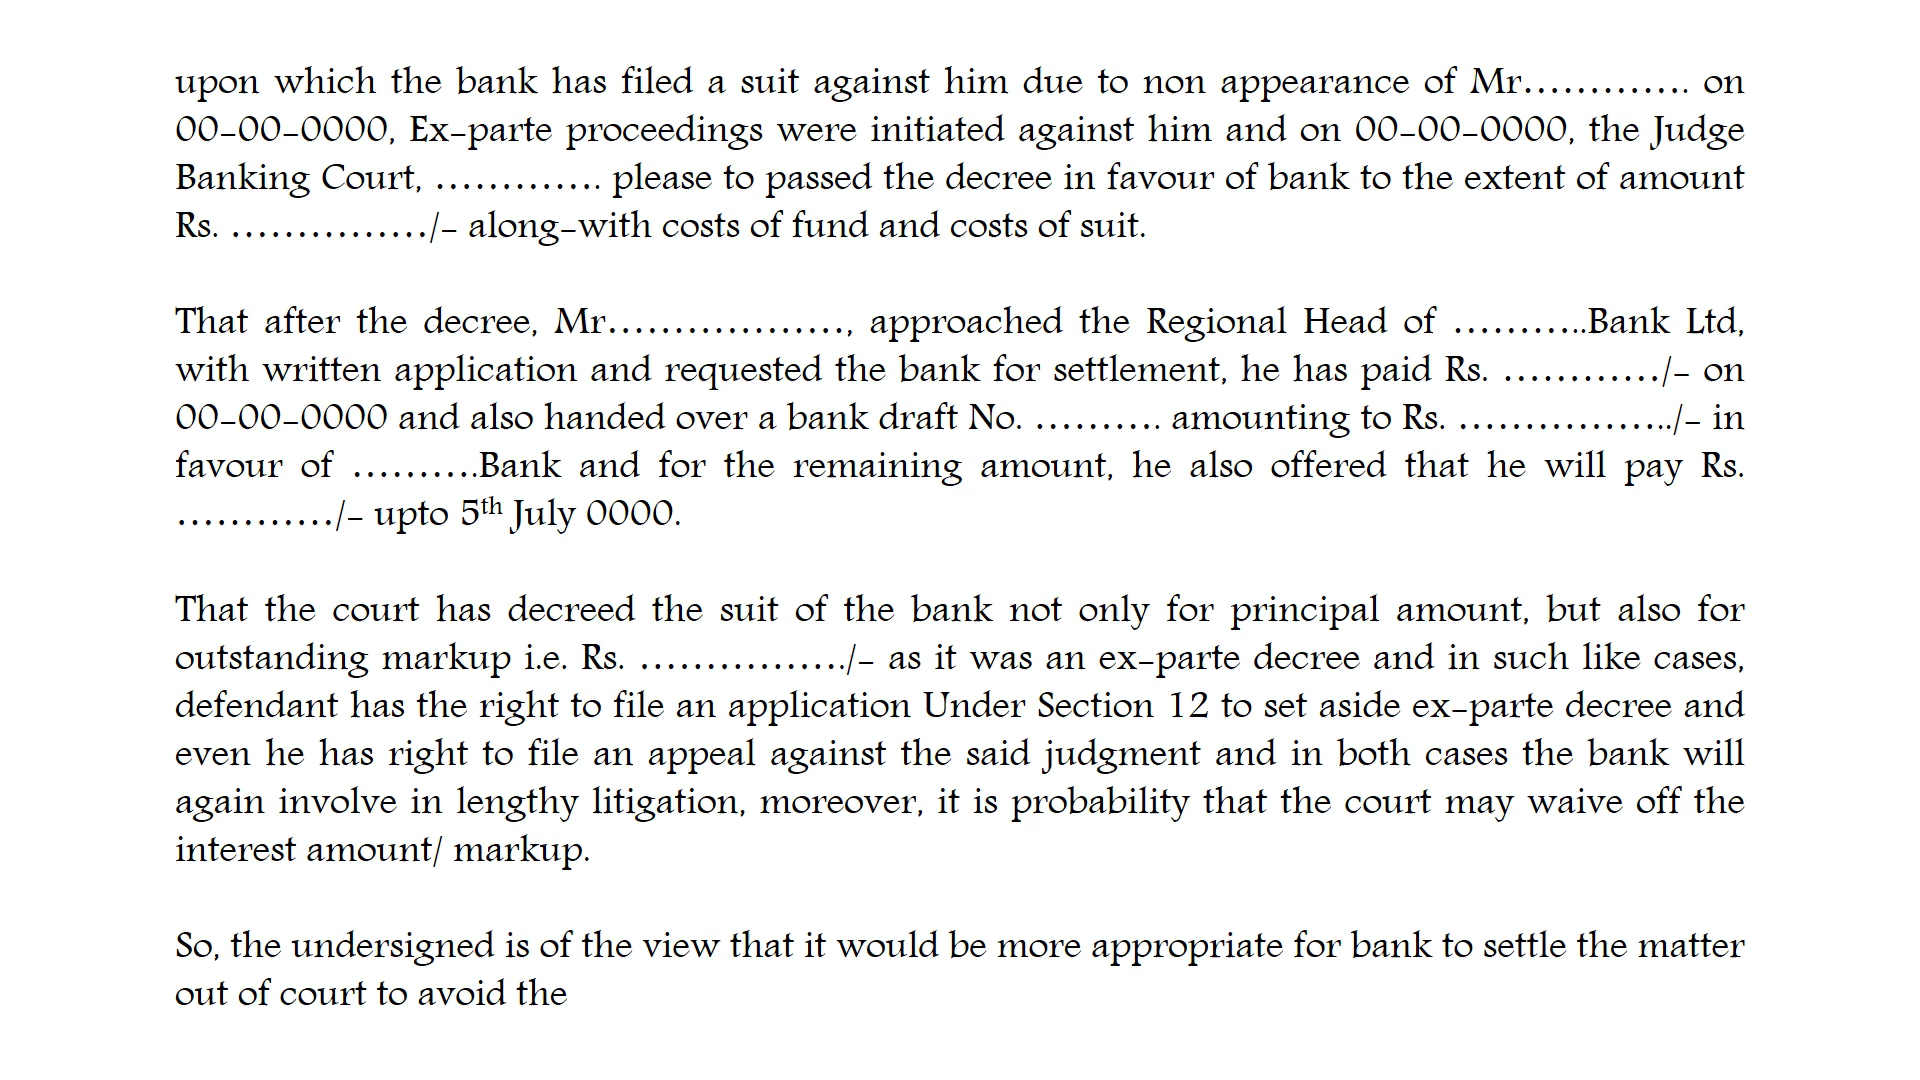 upon which the bank has filed a suit against him due to non appearance of Mr…………. on
00-00-0000, Ex-parte proceedings were initiated against him and on 00-00-0000, the Judge
Banking Court, …………. please to passed the decree in favour of bank to the extent of amount
Rs. ……………/- along-with costs of fund and costs of suit.

That after the decree, Mr………………, approached the Regional Head of ………..Bank Ltd,
with written application and requested the bank for settlement, he has paid Rs. …………/- on
00-00-0000 and also handed over a bank draft No. ………. amounting to Rs. ……………../- in
favour of ……….Bank and for the remaining amount, he also offered that he will pay Rs.
…………/- upto 5th July 0000.

That the court has decreed the suit of the bank not only for principal amount, but also for
outstanding markup i.e. Rs. ……………./- as it was an ex-parte decree and in such like cases,
defendant has the right to file an application Under Section 12 to set aside ex-parte decree and
even he has right to file an appeal against the said judgment and in both cases the bank will
again involve in lengthy litigation, moreover, it is probability that the court may waive off the
interest amount/ markup.

So, the undersigned is of the view that it would be more appropriate for bank to settle the matter
out of court to avoid the